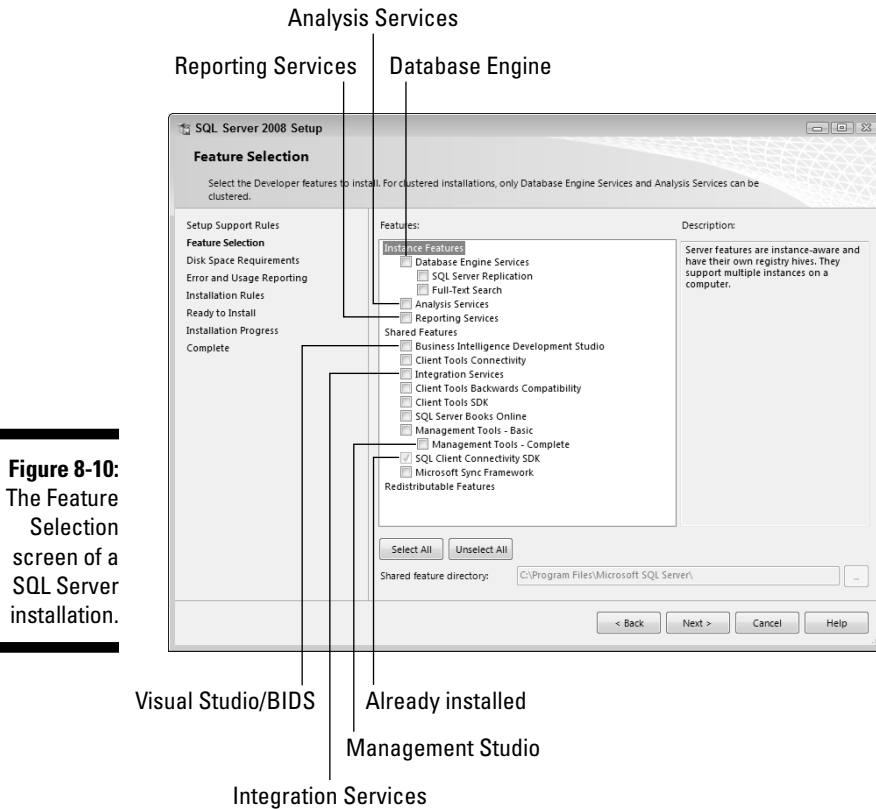 Analysis Services
Reporting Services
Database Engine
SQL Server 2008 Setup
Feature Selection
Select the Developer features to install. For clustered installations, only Database Engine Services and Analysis Services can be
clustered.
Setup Support Rules
Feature Selection
Disk Space Requirements
Error and Usage Reporting
Installation Rules
Ready to Install
Installation Progress
Complete
Features:
Instance Features
Database Engine Services
SQL Server Replication
Full-Text Search
Analysis Services
Reporting Services
Shared Features
Business Intelligence Development Studio
Client Tools Connectivity
Integration Services
Client Tools Backwards Compatibility
Client Tools SDK
SQL Server Books Online
Management Tools - Basic
Management Tools - Complete
SQL Client Connectivity SDK
Microsoft Sync Framework
Redistributable Features
Description:
Server features are instance-aware and
have their own registry hives. They
support multiple instances on a
computer.
Select All
Unselect All
Shared feature directory:
C:\Program Files\Microsoft SQL Server\
...
< Back
Next >
Cancel
Help
Figure 8-10:
The Feature
Selection
screen of a
SQL Server
installation.
Visual Studio/BIDS
Already installed
Management Studio
Integration Services